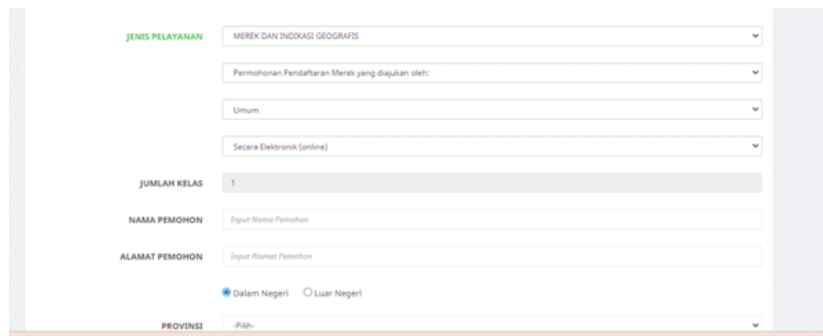 JENIS PELAYANAN MEREK DAN INDIKASI GEOGRAFIS
Permohonan Pendaftaran Merek yang diajukan oleh:
Umum
Secara Elektronik (online)
JUMLAH KELAS 1
NAMA PEMOHON Input Nama Pemohon
ALAMAT PEMOHON Input Alamat Pemohon
Dalam Negeri Luar Negeri
PROVINSI -Pilih-